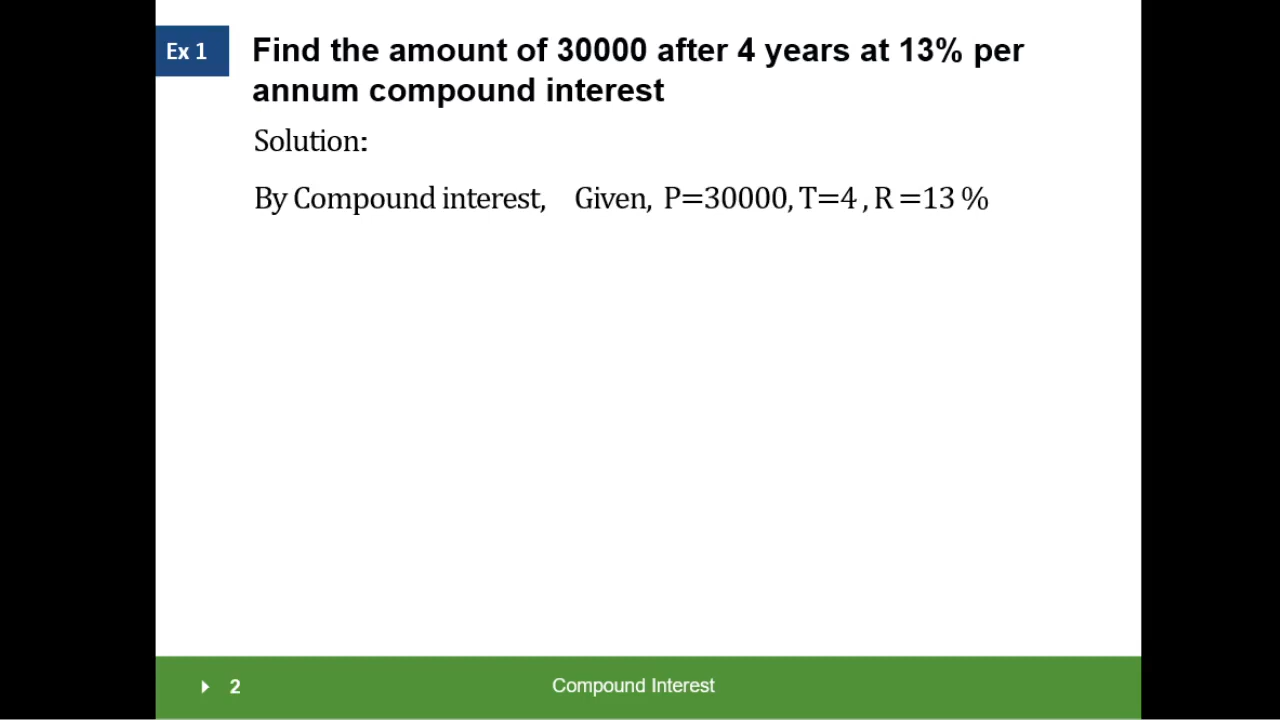 Ex 1
Find the amount of 30000 after 4 years at 13% per
annum compound interest
Solution:
By Compound interest, Given, P=30000, T=4 , R =13 %
2
Compound Interest